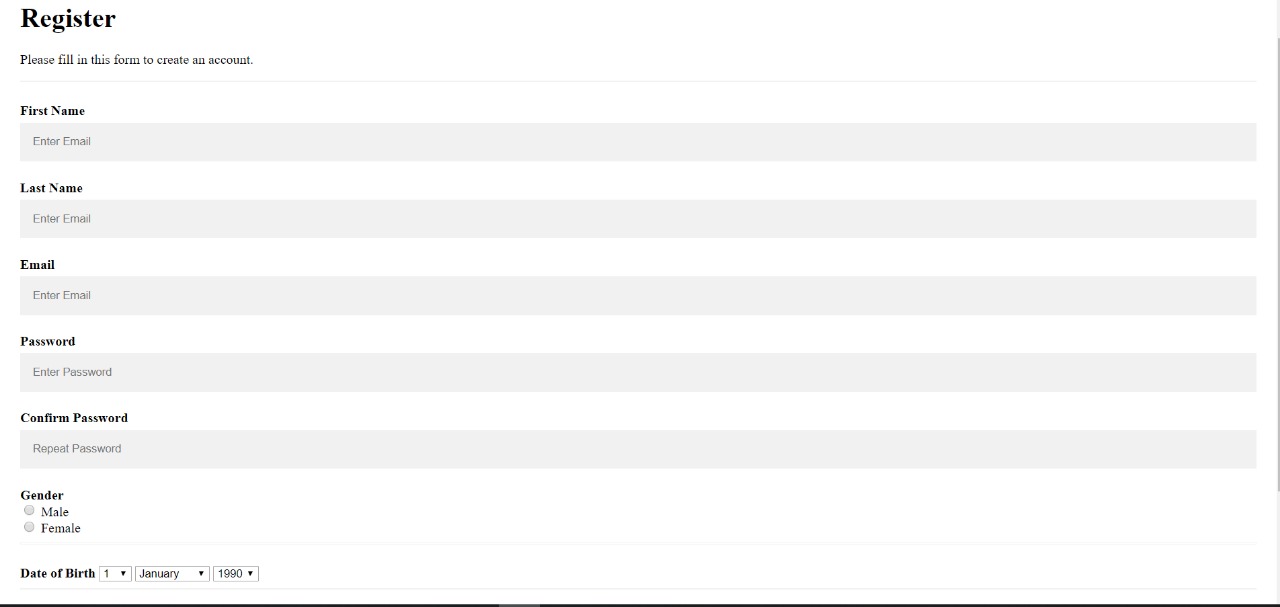 Register
Please fill in this form to create an account.
First Name
Enter Email
Last Name
Enter Email
Email
Enter Email
Password
Enter Password
Confirm Password
Repeat Password
Gender
Male
Female
Date of Birth 1 January 1990